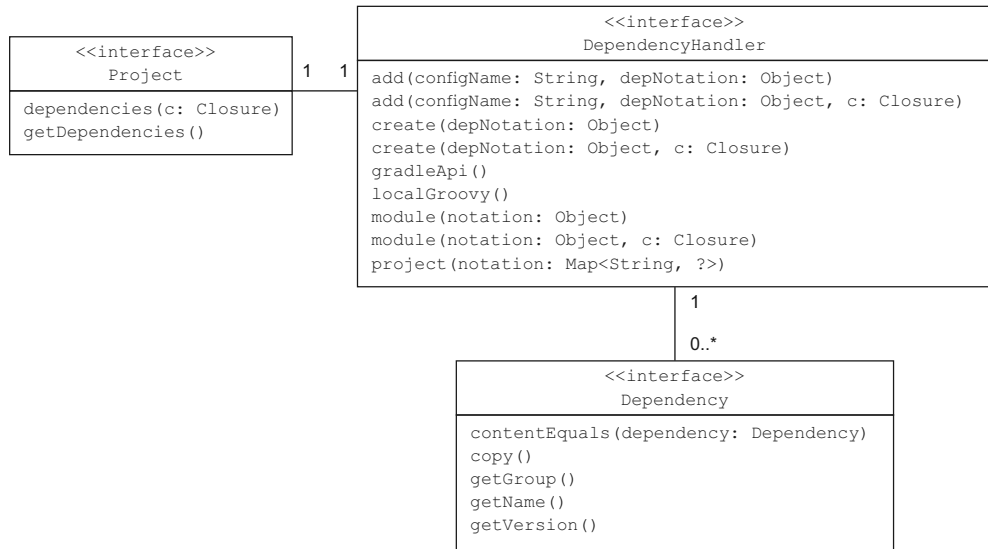 <<interface>>
Project
dependencies(c: Closure)
getDependencies()
1 1
<<interface>>
DependencyHandler
add(configName: String, depNotation: Object)
add(configName: String, depNotation: Object, c: Closure)
create(depNotation: Object)
create(depNotation: Object, c: Closure)
gradleApi()
localGroovy()
module(notation: Object)
module(notation: Object, c: Closure)
project(notation: Map<String, ?>)
1
0..*
<<interface>>
Dependency
contentEquals(dependency: Dependency)
copy()
getGroup()
getName()
getVersion()